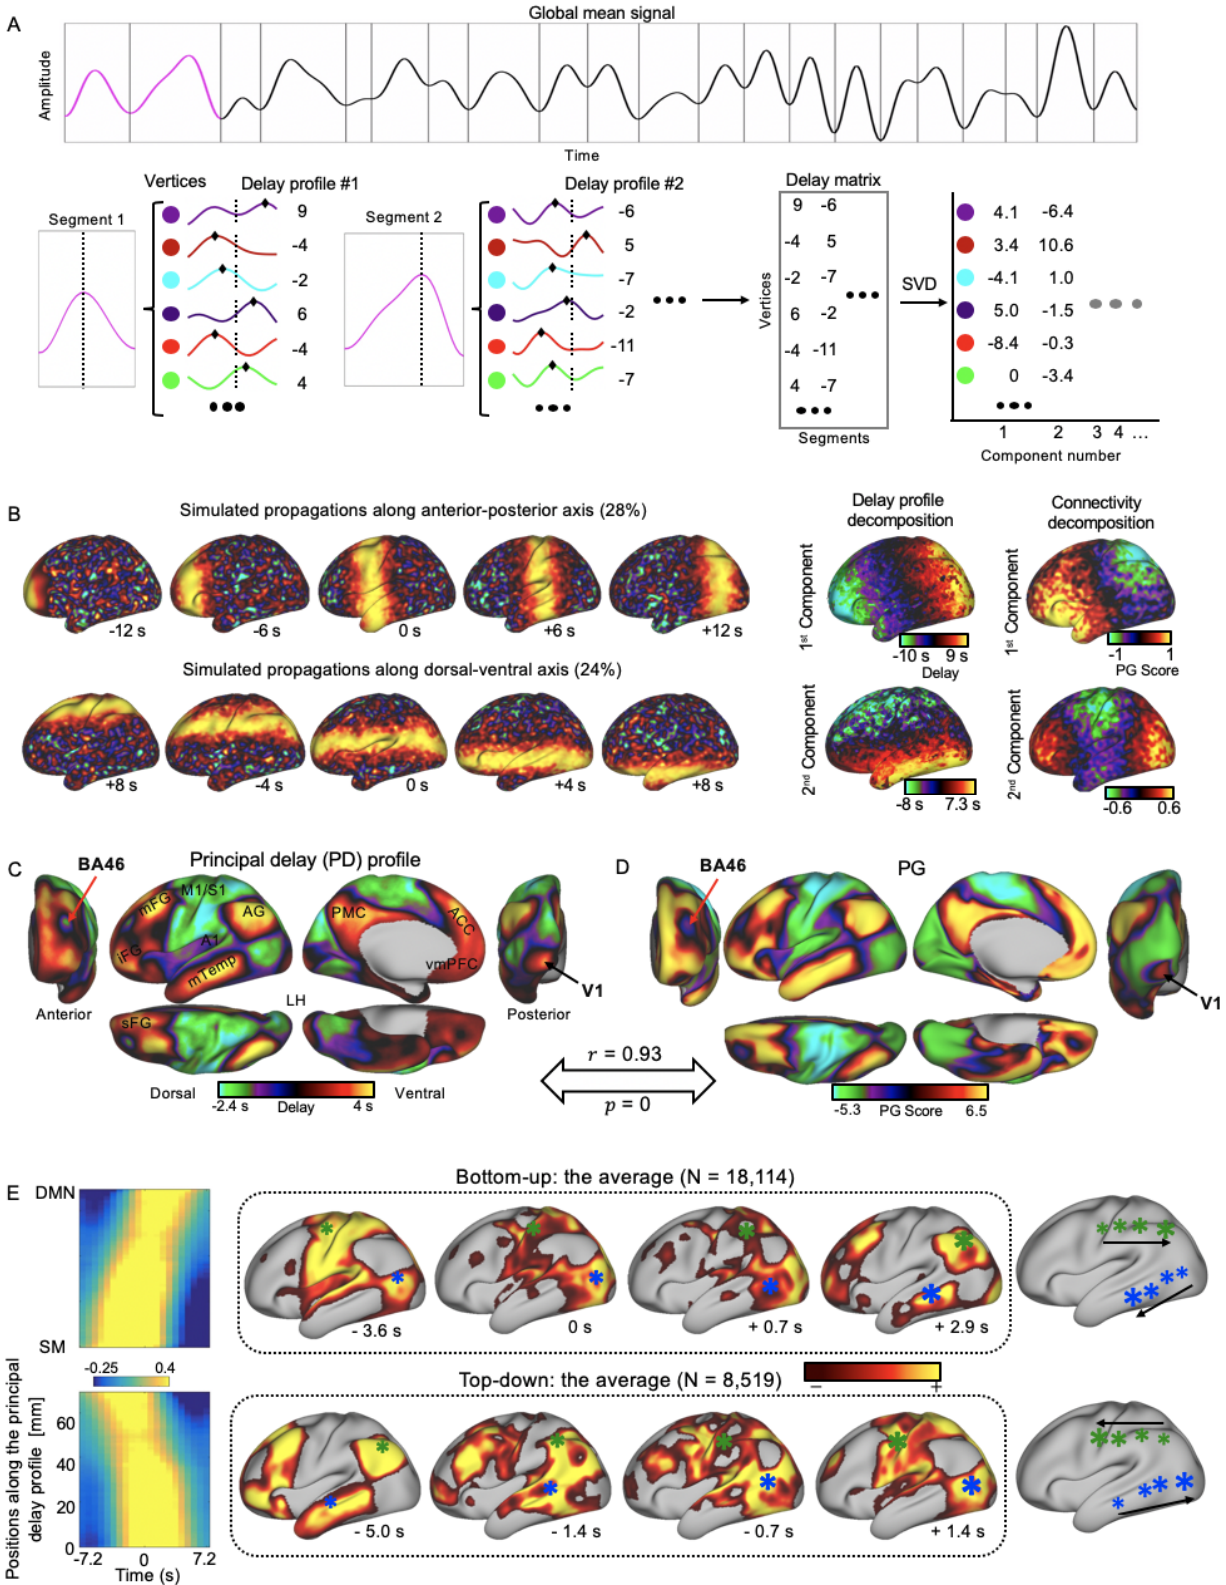 A
Global mean signal
Amplitude
Time
Vertices
Delay profile #1
Delay profile #2
Delay matrix
Segment 1
9
-4
-2
6
-4
4
Segment 2
-6
5
-7
-2
-11
-7
Vertices
9 -6
-4 5
-2 -7
6 -2
-4 -11
4 -7
Segments
SVD
4.1 -6.4
3.4 10.6
-4.1 1.0
5.0 -1.5
-8.4 -0.3
0 -3.4
1 2 3 4 ...
Component number
B
Simulated propagations along anterior-posterior axis (28%)
-12 s -6 s 0 s +6 s +12 s
Simulated propagations along dorsal-ventral axis (24%)
+8 s -4 s 0 s +4 s +8 s
Delay profile
decomposition
Connectivity
decomposition
1st Component
-10 s 9 s
Delay
1st Component
-1 1
PG Score
2nd Component
-8 s 7.3 s
2nd Component
-0.6 0.6
C
BA46
Principal delay (PD) profile
mFG
M1/S1
AG
A1
iFG
mTemp
PMC
ACC
vmPFC
V1
Anterior
LH
Posterior
sFG
Dorsal
Ventral
-2.4 s Delay 4 s
r = 0.93
p = 0
D
BA46
PG
V1
-5.3 PG Score 6.5
E
DMN
SM
-0.25 0.4
Positions along the principal
delay profile [mm]
60
40
20
0
-7.2 0 7.2
Time (s)
Bottom-up: the average (N = 18,114)
- 3.6 s 0 s + 0.7 s + 2.9 s
Top-down: the average (N = 8,519)
− +
- 5.0 s - 1.4 s - 0.7 s + 1.4 s